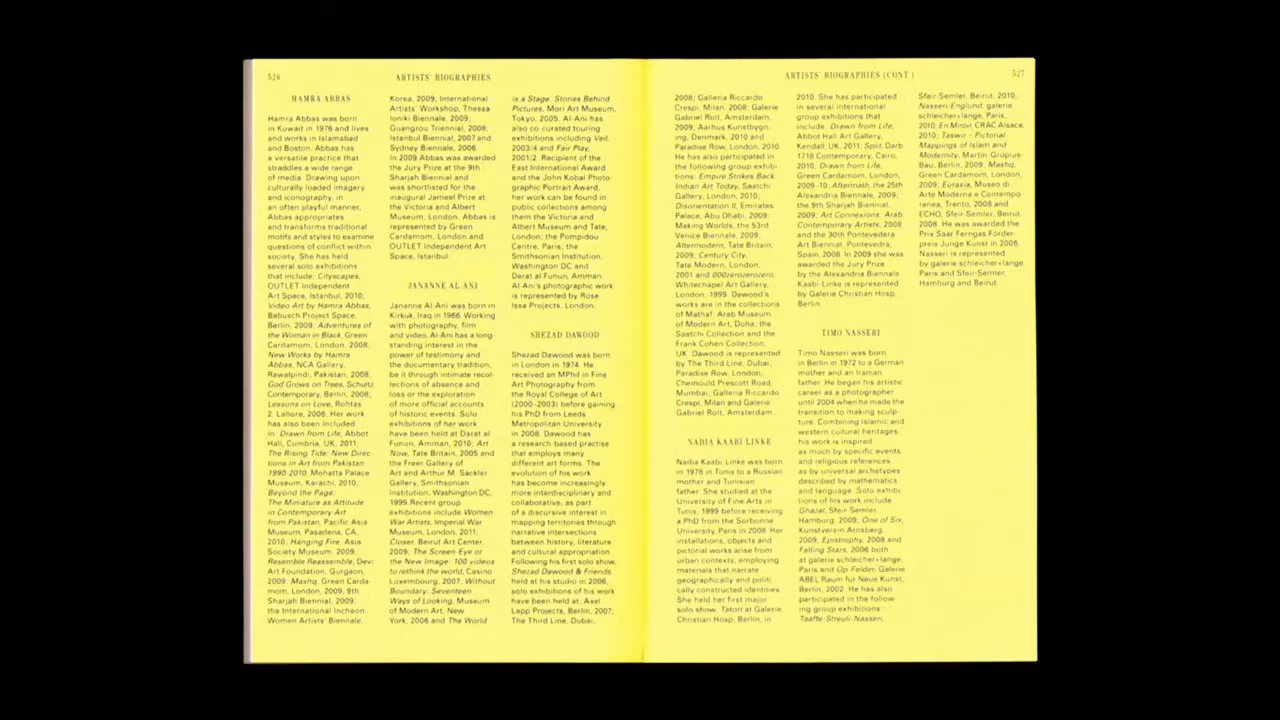 526
ARTISTS' BIOGRAPHIES
HAMRA ABBAS
Hamra Abbas was born
in Kuwait in 1976 and lives
and works in Islamabad
and Boston. Abbas has
a versatile practice that
straddles a wide range
of media. Drawing upon
culturally loaded imagery
and iconography, in
an often playful manner,
Abbas appropriates
and transforms traditional
motifs and styles to examine
questions of conflict within
society. She has held
several solo exhibitions
that include: Cityscapes,
OUTLET Independent
Art Space, Istanbul, 2010,
Video Art by Hamra Abbas,
Babusch Project Space,
Berlin, 2009; Adventures of
the Woman in Black, Green
Cardamom, London, 2008;
New Works by Hamra
Abbas, NCA Gallery,
Rawalpindi, Pakistan, 2008,
God Grows on Trees, Schultz
Contemporary, Berlin, 2008;
Lessons on Love, Rohtas
2, Lahore, 2006. Her work
has also been included
in: Drawn from Life, Abbot
Hall, Cumbria, UK, 2011;
The Rising Tide: New Direc
tions in Art from Pakistan
1990-2010, Mohatta Palace
Museum, Karachi, 2010,
Beyond the Page:
The Miniature as Attitude
in Contemporary Art
from Pakistan, Pacific Asia
Museum, Pasadena, CA,
2010; Hanging Fire, Asia
Society Museum. 2009,
Resemble Reassemble, Devi
Art Foundation, Gurgaon,
2009; Mashq, Green Carda-
mom, London, 2009; 9th
Sharjah Biennial, 2009;
the International Incheon
Women Artists' Biennale,
Korea, 2009; International
Artists' Workshop, Thessa-
loniki Biennale, 2009;
Guangzou Triennial, 2008;
Istanbul Biennial, 2007 and
Sydney Biennale, 2006.
In 2009 Abbas was awarded
the Jury Prize at the 9th
Sharjah Biennial and
was shortlisted for the
inaugural Jameel Prize at
the Victoria and Albert
Museum, London. Abbas is
represented by Green
Cardamom, London and
OUTLET Independent Art
Space, Istanbul.
JANANNE AL-ANI
Jananne Al-Ani was born in
Kirkuk, Iraq in 1966. Working
with photography, film
and video, Al-Ani has a long-
standing interest in the
power of testimony and
the documentary tradition,
be it through intimate recol-
lections of absence and
loss or the exploration
of more official accounts
of historic events. Solo
exhibitions of her work
have been held at Darat al
Funun, Amman, 2010; Art
Now, Tate Britain, 2005 and
the Freer Gallery of
Art and Arthur M. Sackler
Gallery, Smithsonian
Institution, Washington DC,
1999. Recent group
exhibitions include Women
War Artists, Imperial War
Museum, London, 2011;
Closer, Beirut Art Center,
2009; The Screen-Eye or
the New Image: 100 videos
to rethink the world, Casino
Luxembourg, 2007; Without
Boundary: Seventeen
Ways of Looking, Museum
of Modern Art, New
York, 2006 and The World
is a Stage: Stories Behind
Pictures, Mori Art Museum,
Tokyo, 2005. Al-Ani has
also co-curated touring
exhibitions including Veil,
2003/4 and Fair Play,
2001/2. Recipient of the
East International Award
and the John Kobal Photo-
graphic Portrait Award,
her work can be found in
public collections among
them the Victoria and
Albert Museum and Tate,
London; the Pompidou
Centre, Paris; the
Smithsonian Institution,
Washington DC and
Darat al Funun, Amman.
Al-Ani's photographic work
is represented by Rose
Issa Projects, London.
SHEZAD DAWOOD
Shezad Dawood was born
in London in 1974. He
received an MPhil in Fine
Art Photography from
the Royal College of Art
(2000–2003) before gaining
his PhD from Leeds
Metropolitan University
in 2008. Dawood has
a research-based practise
that employs many
different art forms. The
evolution of his work
has become increasingly
more interdisciplinary and
collaborative, as part
of a discursive interest in
mapping territories through
narrative intersections
between history, literature
and cultural appropriation.
Following his first solo show,
Shezad Dawood & Friends,
held at his studio in 2006,
solo exhibitions of his work
have been held at: Axel
Lapp Projects, Berlin, 2007;
The Third Line, Dubai,
ARTISTS' BIOGRAPHIES (CONT.)
527
2008; Galleria Riccardo
Crespi, Milan, 2008; Galerie
Gabriel Rolt, Amsterdam,
2009; Aarhus Kunstbygn-
ing, Denmark, 2010 and
Paradise Row, London, 2010.
He has also participated in
the following group exhibi-
tions: Empire Strikes Back:
Indian Art Today, Saatchi
Gallery, London, 2010;
Disorientation II, Emirates
Palace, Abu Dhabi, 2009;
Making Worlds, the 53rd
Venice Biennale, 2009;
Altermodern, Tate Britain,
2009; Century City,
Tate Modern, London,
2001 and 000zerozerozero,
Whitechapel Art Gallery,
London, 1999. Dawood's
works are in the collections
of Mathaf: Arab Museum
of Modern Art, Doha, the
Saatchi Collection and the
Frank Cohen Collection,
UK. Dawood is represented
by The Third Line, Dubai,
Paradise Row, London,
Chemould Prescott Road,
Mumbai, Galleria Riccardo
Crespi, Milan and Galerie
Gabriel Rolt, Amsterdam.
NADIA KAABI-LINKE
Nadia Kaabi-Linke was born
in 1978 in Tunis to a Russian
mother and Tunisian
father. She studied at the
University of Fine Arts in
Tunis, 1999 before receiving
a PhD from the Sorbonne
University, Paris in 2008. Her
installations, objects and
pictorial works arise from
urban contexts, employing
materials that narrate
geographically and politi
cally constructed identities.
She held her first major
solo show, Tatort at Galerie
Christian Hosp, Berlin, in
2010. She has participated
in several international
group exhibitions that
include: Drawn from Life,
Abbot Hall Art Gallery,
Kendall, UK, 2011; Split, Darb
1718 Contemporary, Cairo,
2010; Drawn from Life,
Green Cardamom, London,
2009–10; Aftermath, the 25th
Alexandria Biennale, 2009;
the 9th Sharjah Biennial,
2009; Art Connexions: Arab
Contemporary Artists, 2008
and the 30th Pontevedera
Art Biennial, Pontevedra,
Spain, 2008. In 2009 she was
awarded the Jury Prize
by the Alexandria Biennale.
Kaabi-Linke is represented
by Galerie Christian Hosp,
Berlin.
TIMO NASSERI
Timo Nasseri was born
in Berlin in 1972 to a German
mother and an Iranian
father. He began his artistic
career as a photographer
until 2004 when he made the
transition to making sculp-
ture. Combining Islamic and
western cultural heritages,
his work is inspired
as much by specific events
and religious references
as by universal archetypes
described by mathematics
and language. Solo exhibi-
tions of his work include
Ghazal, Sfeir-Semler,
Hamburg, 2009; One of Six,
Kunstverein Arnsberg,
2009, Epistrophy, 2008 and
Falling Stars, 2006 both
at galerie schleicher+lange,
Paris and Op-Felder, Galerie
ABEL Raum fur Neue Kunst,
Berlin, 2002. He has also
participated in the follow-
ing group exhibitions:
Taaffe-Streuli-Nasseri,
Sfeir-Semler, Beirut, 2010;
Nasseri/Englund, galerie
schleicher+lange, Paris,
2010; En Miroir, CRAC Alsace,
2010; Taswir – Pictorial
Mappings of Islam and
Modernity, Martin-Gropius-
Bau, Berlin, 2009; Mashq,
Green Cardamom, London,
2009; Eurasia, Museo di
Arte Moderna e Contempo-
ranea, Trento, 2008 and
ECHO, Sfeir-Semler, Beirut,
2008. He was awarded the
Prix Saar Ferngas Förder-
preis Junge Kunst in 2006.
Nasseri is represented
by galerie schleicher+lange,
Paris and Sfeir-Semler,
Hamburg and Beirut.